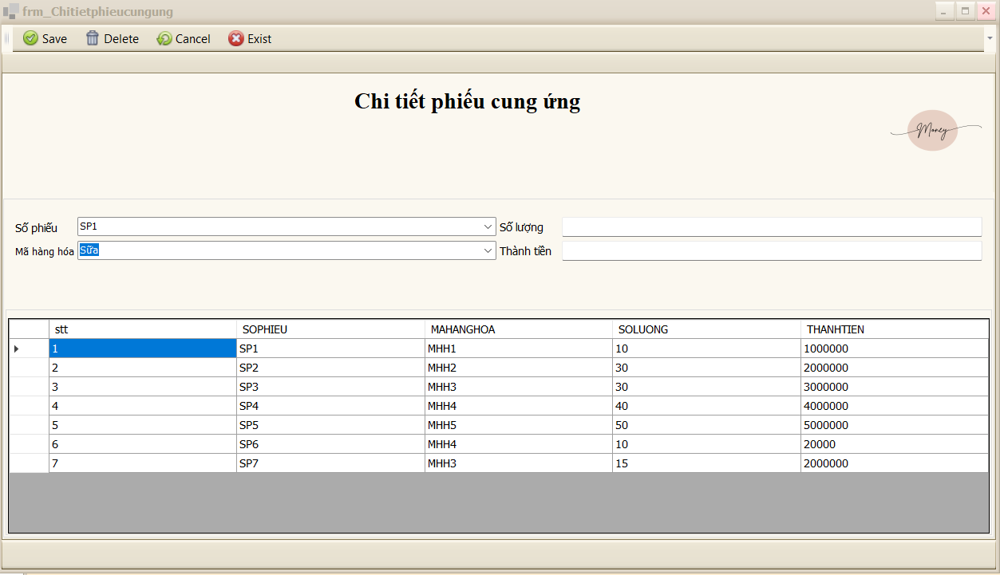 frm_Chitietphieucungung
Save Delete Cancel Exist
Chi tiết phiếu cung ứng
Money
Số phiếu SP1 Số lượng
Mã hàng hóa Sữa Thành tiền
stt SOPHIEU MAHANGHOA SOLUONG THANHTIEN
1 SP1 MHH1 10 1000000
2 SP2 MHH2 30 2000000
3 SP3 MHH3 30 3000000
4 SP4 MHH4 40 4000000
5 SP5 MHH5 50 5000000
6 SP6 MHH4 10 20000
7 SP7 MHH3 15 2000000